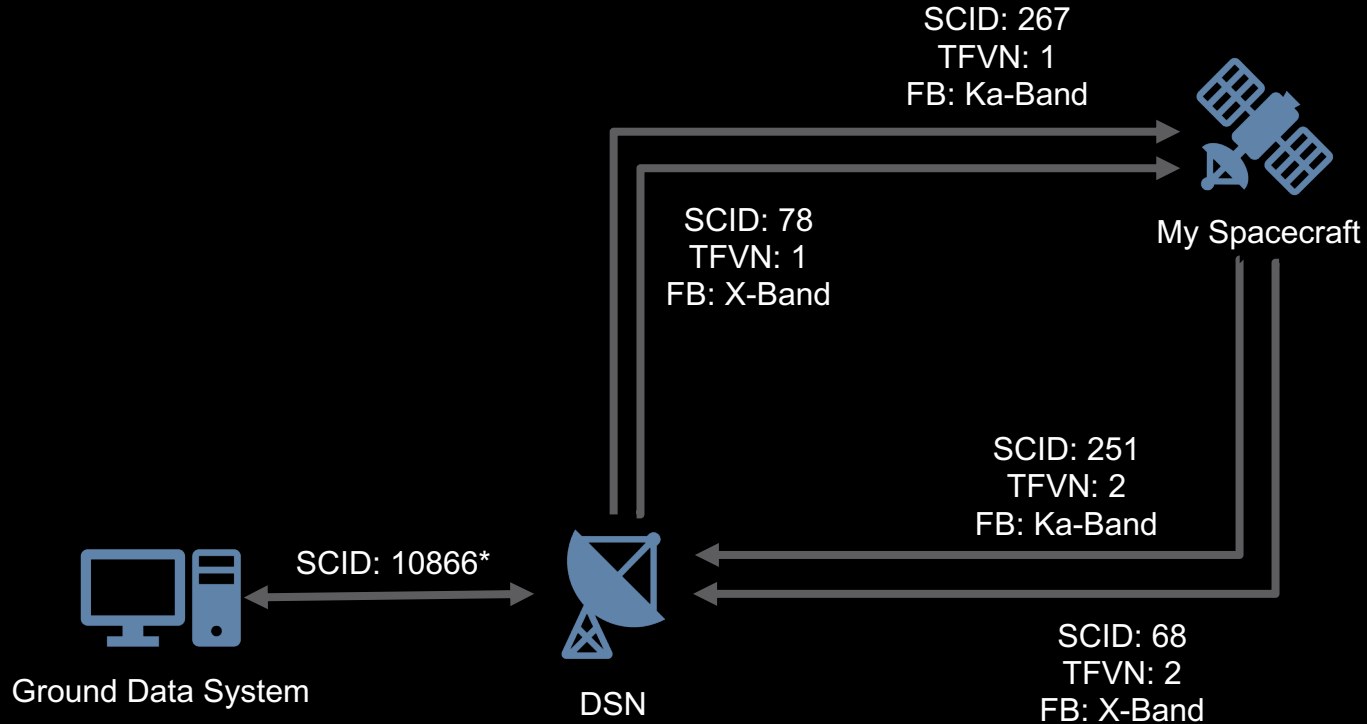 SCID: 267
TFVN: 1
FB: Ka-Band
SCID: 78
TFVN: 1
FB: X-Band
My Spacecraft
SCID: 251
TFVN: 2
FB: Ka-Band
SCID: 10866*
SCID: 68
TFVN: 2
FB: X-Band
Ground Data System
DSN